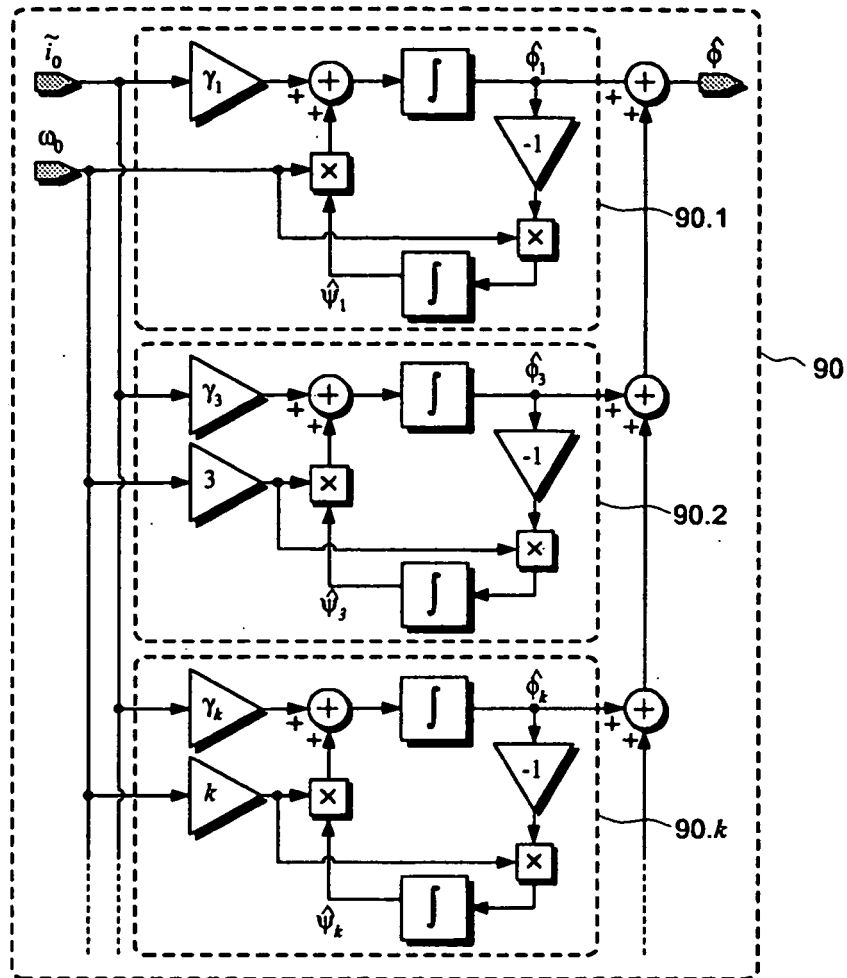 ĩ₀
γ₁
+
+
+
∫
ϕ̂₁
+
+
+
ϕ̂
-1
ω₀
×
×
90.1
ψ̂₁
∫
γ₃
+
+
+
∫
ϕ̂₃
+
+
+
90
-1
3
×
×
90.2
ψ̂₃
∫
γₖ
+
+
+
∫
ϕ̂ₖ
+
+
+
-1
k
×
×
90.k
ψ̂ₖ
∫